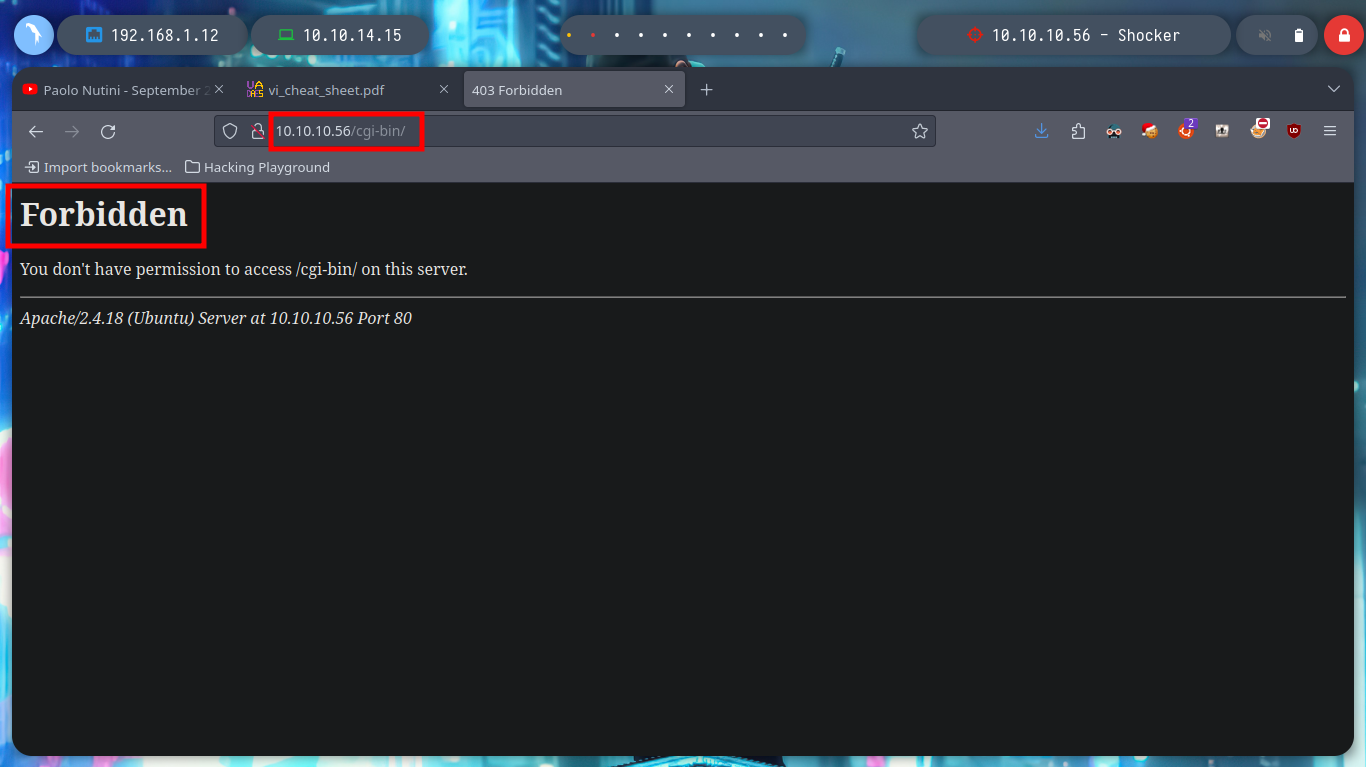 192.168.1.12
10.10.14.15
10.10.10.56 - Shocker
Paolo Nutini - September
vi_cheat_sheet.pdf
403 Forbidden
10.10.10.56/cgi-bin/
2
Import bookmarks...
Hacking Playground
Forbidden
You don't have permission to access /cgi-bin/ on this server.
Apache/2.4.18 (Ubuntu) Server at 10.10.10.56 Port 80